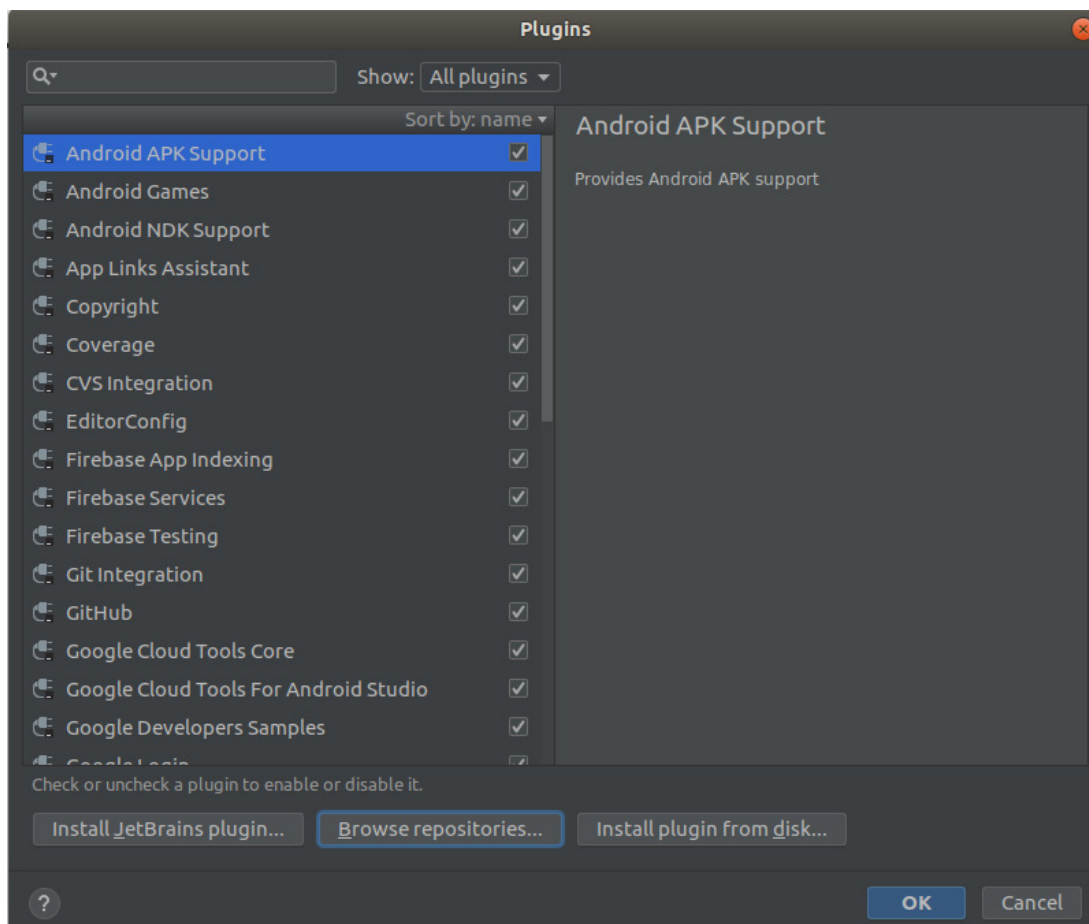 Plugins
Show: All plugins
Sort by: name
Android APK Support
Android Games
Android NDK Support
App Links Assistant
Copyright
Coverage
CVS Integration
EditorConfig
Firebase App Indexing
Firebase Services
Firebase Testing
Git Integration
GitHub
Google Cloud Tools Core
Google Cloud Tools For Android Studio
Google Developers Samples
Google Login
Android APK Support
Provides Android APK support
Check or uncheck a plugin to enable or disable it.
Install JetBrains plugin... Browse repositories... Install plugin from disk...
? OK Cancel